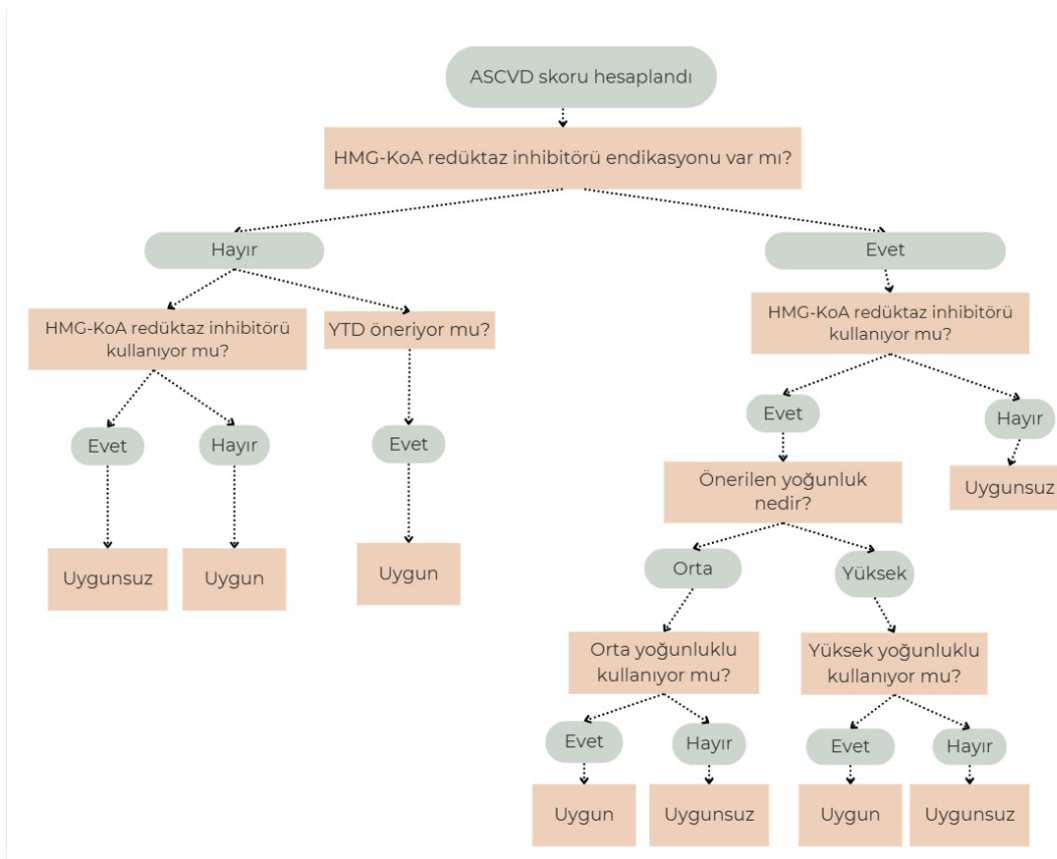 ASCVD skoru hesaplandı
HMG-KoA redüktaz inhibitörü endikasyonu var mı?
Hayır
Evet
HMG-KoA redüktaz inhibitörü
kullanıyor mu?
YTD öneriyor mu?
HMG-KoA redüktaz inhibitörü
kullanıyor mu?
Evet
Hayır
Evet
Evet
Hayır
Önerilen yoğunluk
nedir?
Uygunsuz
Uygunsuz
Uygun
Uygun
Orta
Yüksek
Orta yoğunluklu
kullanıyor mu?
Yüksek yoğunluklu
kullanıyor mu?
Evet
Hayır
Evet
Hayır
Uygun
Uygunsuz
Uygun
Uygunsuz